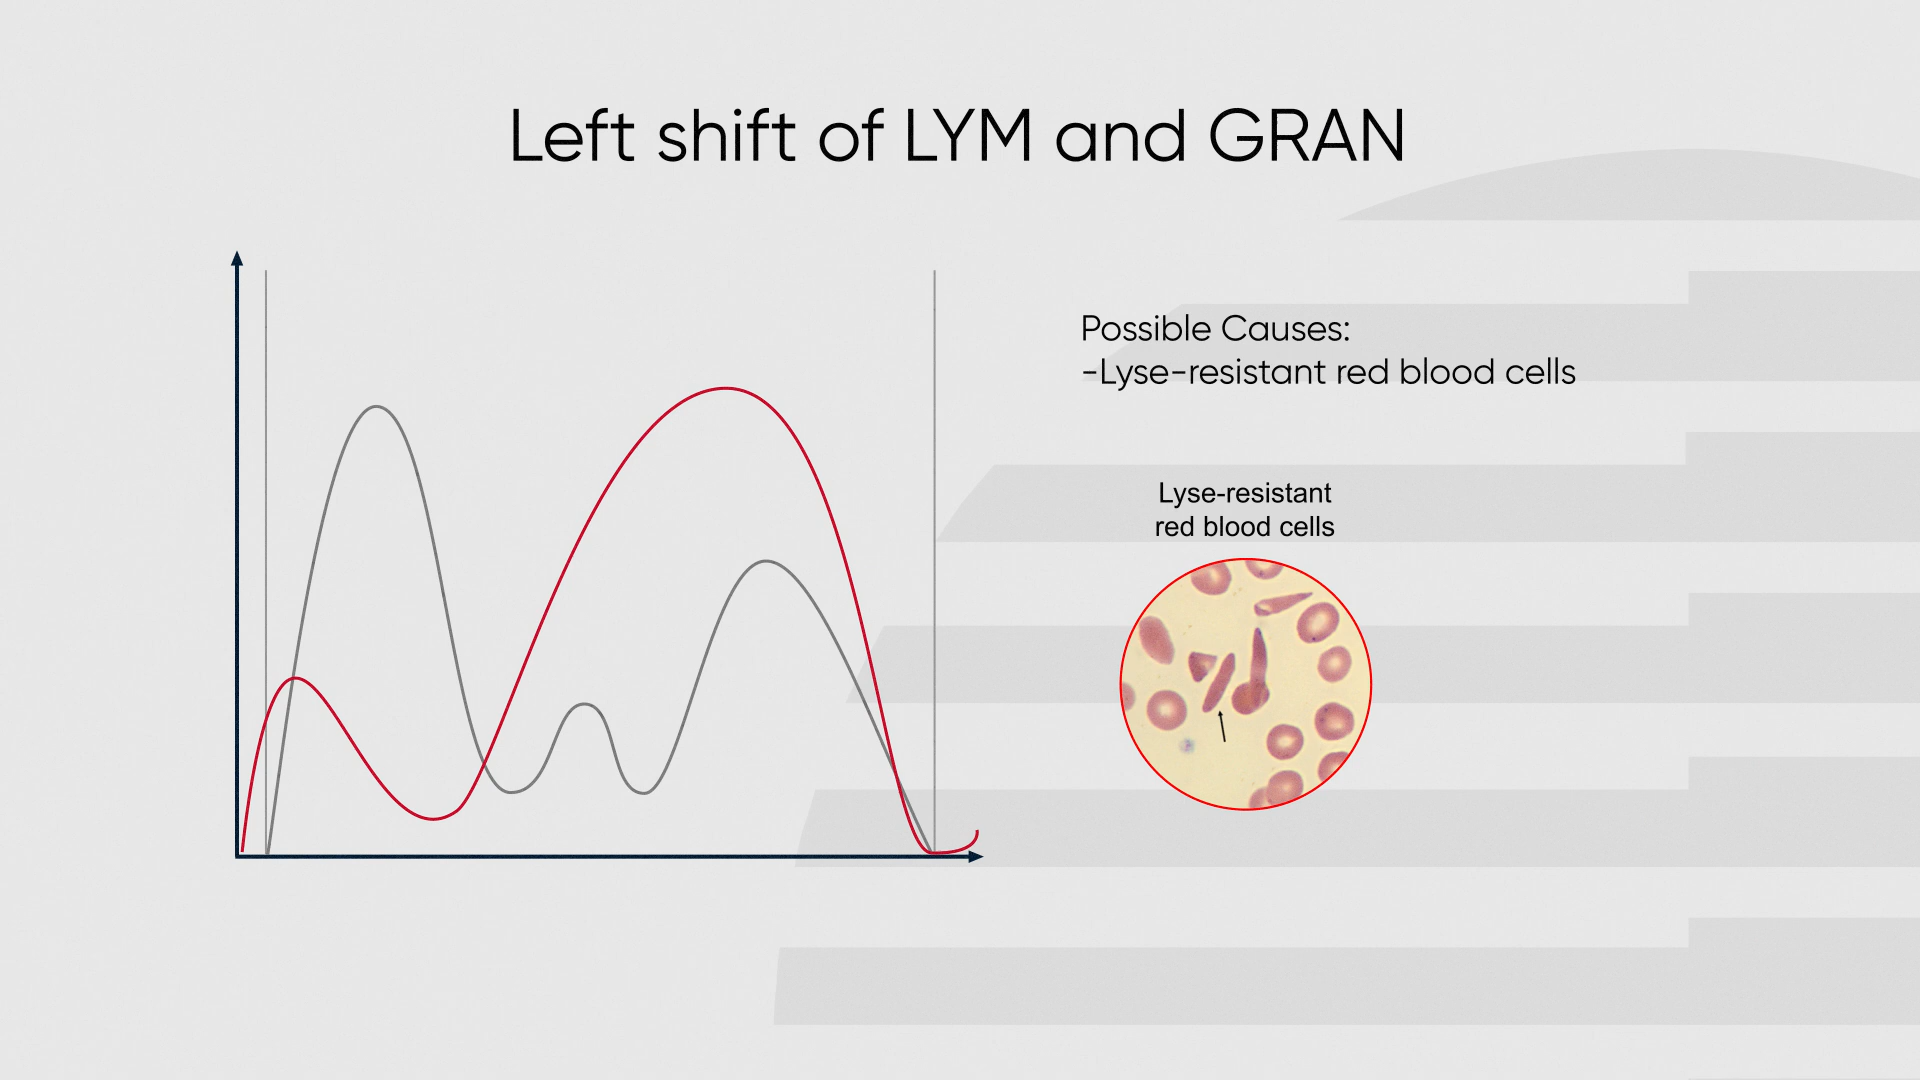 Left shift of LYM and GRAN
Possible Causes:
-Lyse-resistant red blood cells
Lyse-resistant
red blood cells